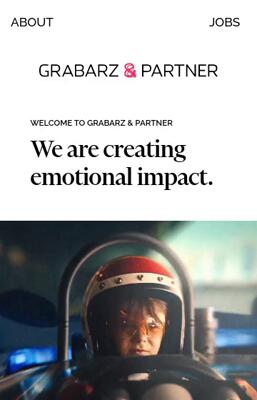 ABOUT JOBS
GRABARZ & PARTNER
WELCOME TO GRABARZ & PARTNER
We are creating
emotional impact.